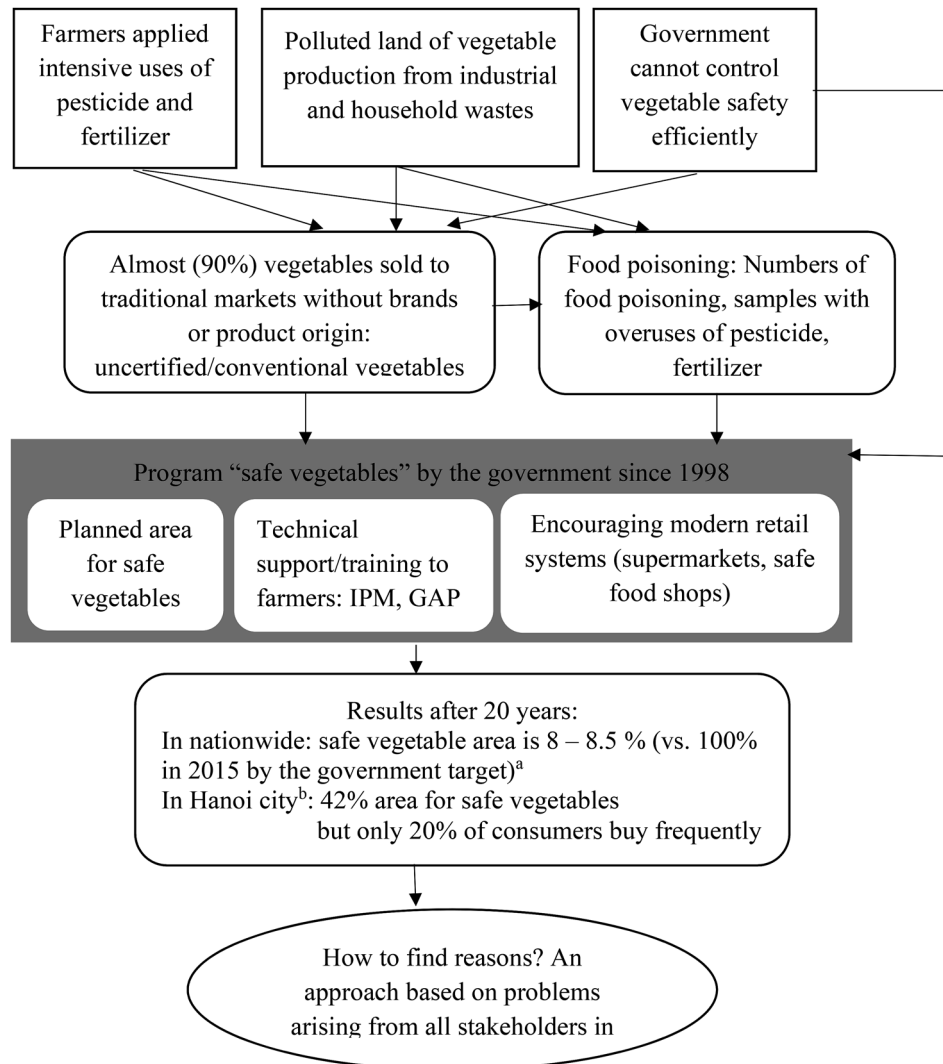 Farmers applied
intensive uses of
pesticide and
fertilizer
Polluted land of vegetable
production from industrial
and household wastes
Government
cannot control
vegetable safety
efficiently
Almost (90%) vegetables sold to
traditional markets without brands
or product origin:
uncertified/conventional vegetables
Food poisoning: Numbers of
food poisoning, samples with
overuses of pesticide,
fertilizer
Program “safe vegetables” by the government since 1998
Planned area
for safe
vegetables
Technical
support/training to
farmers: IPM, GAP
Encouraging modern retail
systems (supermarkets, safe
food shops)
Results after 20 years:
In nationwide: safe vegetable area is 8 – 8.5 % (vs. 100%
in 2015 by the government target)ᵃ
In Hanoi cityᵇ: 42% area for safe vegetables
but only 20% of consumers buy frequently
How to find reasons? An
approach based on problems
arising from all stakeholders in